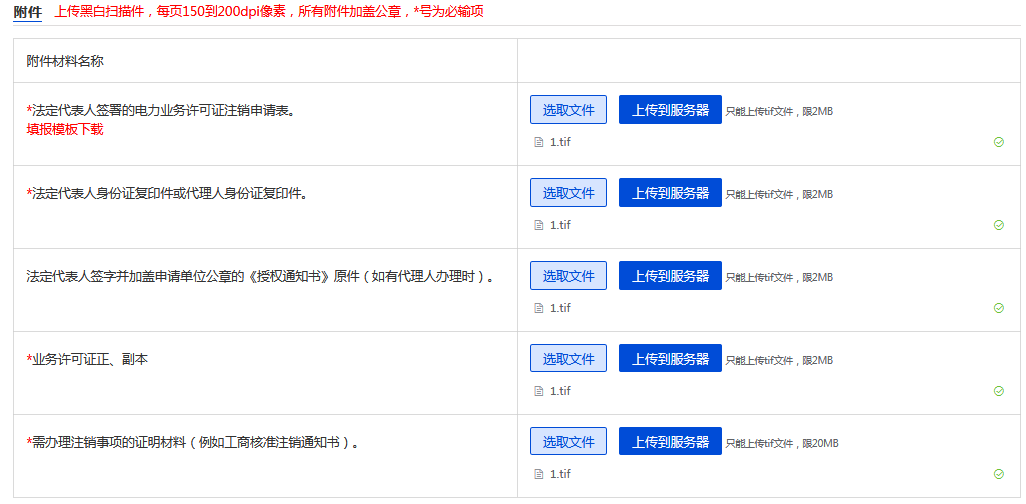 附件 上传黑白扫描件，每页150到200dpi像素，所有附件加盖公章，*号为必输项
附件材料名称
*法定代表人签署的电力业务许可证注销申请表。
填报模板下载
选取文件 上传到服务器 只能上传tif文件，限2MB
1.tif
*法定代表人身份证复印件或代理人身份证复印件。
选取文件 上传到服务器 只能上传tif文件，限2MB
1.tif
法定代表人签字并加盖申请单位公章的《授权通知书》原件（如有代理人办理时）。
选取文件 上传到服务器 只能上传tif文件，限2MB
1.tif
*业务许可证正、副本
选取文件 上传到服务器 只能上传tif文件，限2MB
1.tif
*需办理注销事项的证明材料（例如工商核准注销通知书）。
选取文件 上传到服务器 只能上传tif文件，限20MB
1.tif